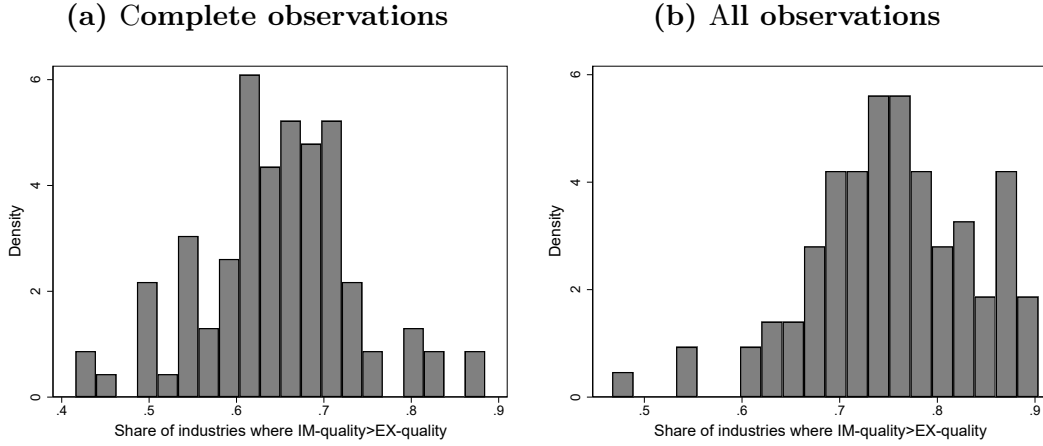 (a) Complete observations
(b) All observations
6
4
2
0
Density
.4 .5 .6 .7 .8 .9
Share of industries where IM-quality>EX-quality
6
4
2
0
Density
.5 .6 .7 .8 .9
Share of industries where IM-quality>EX-quality